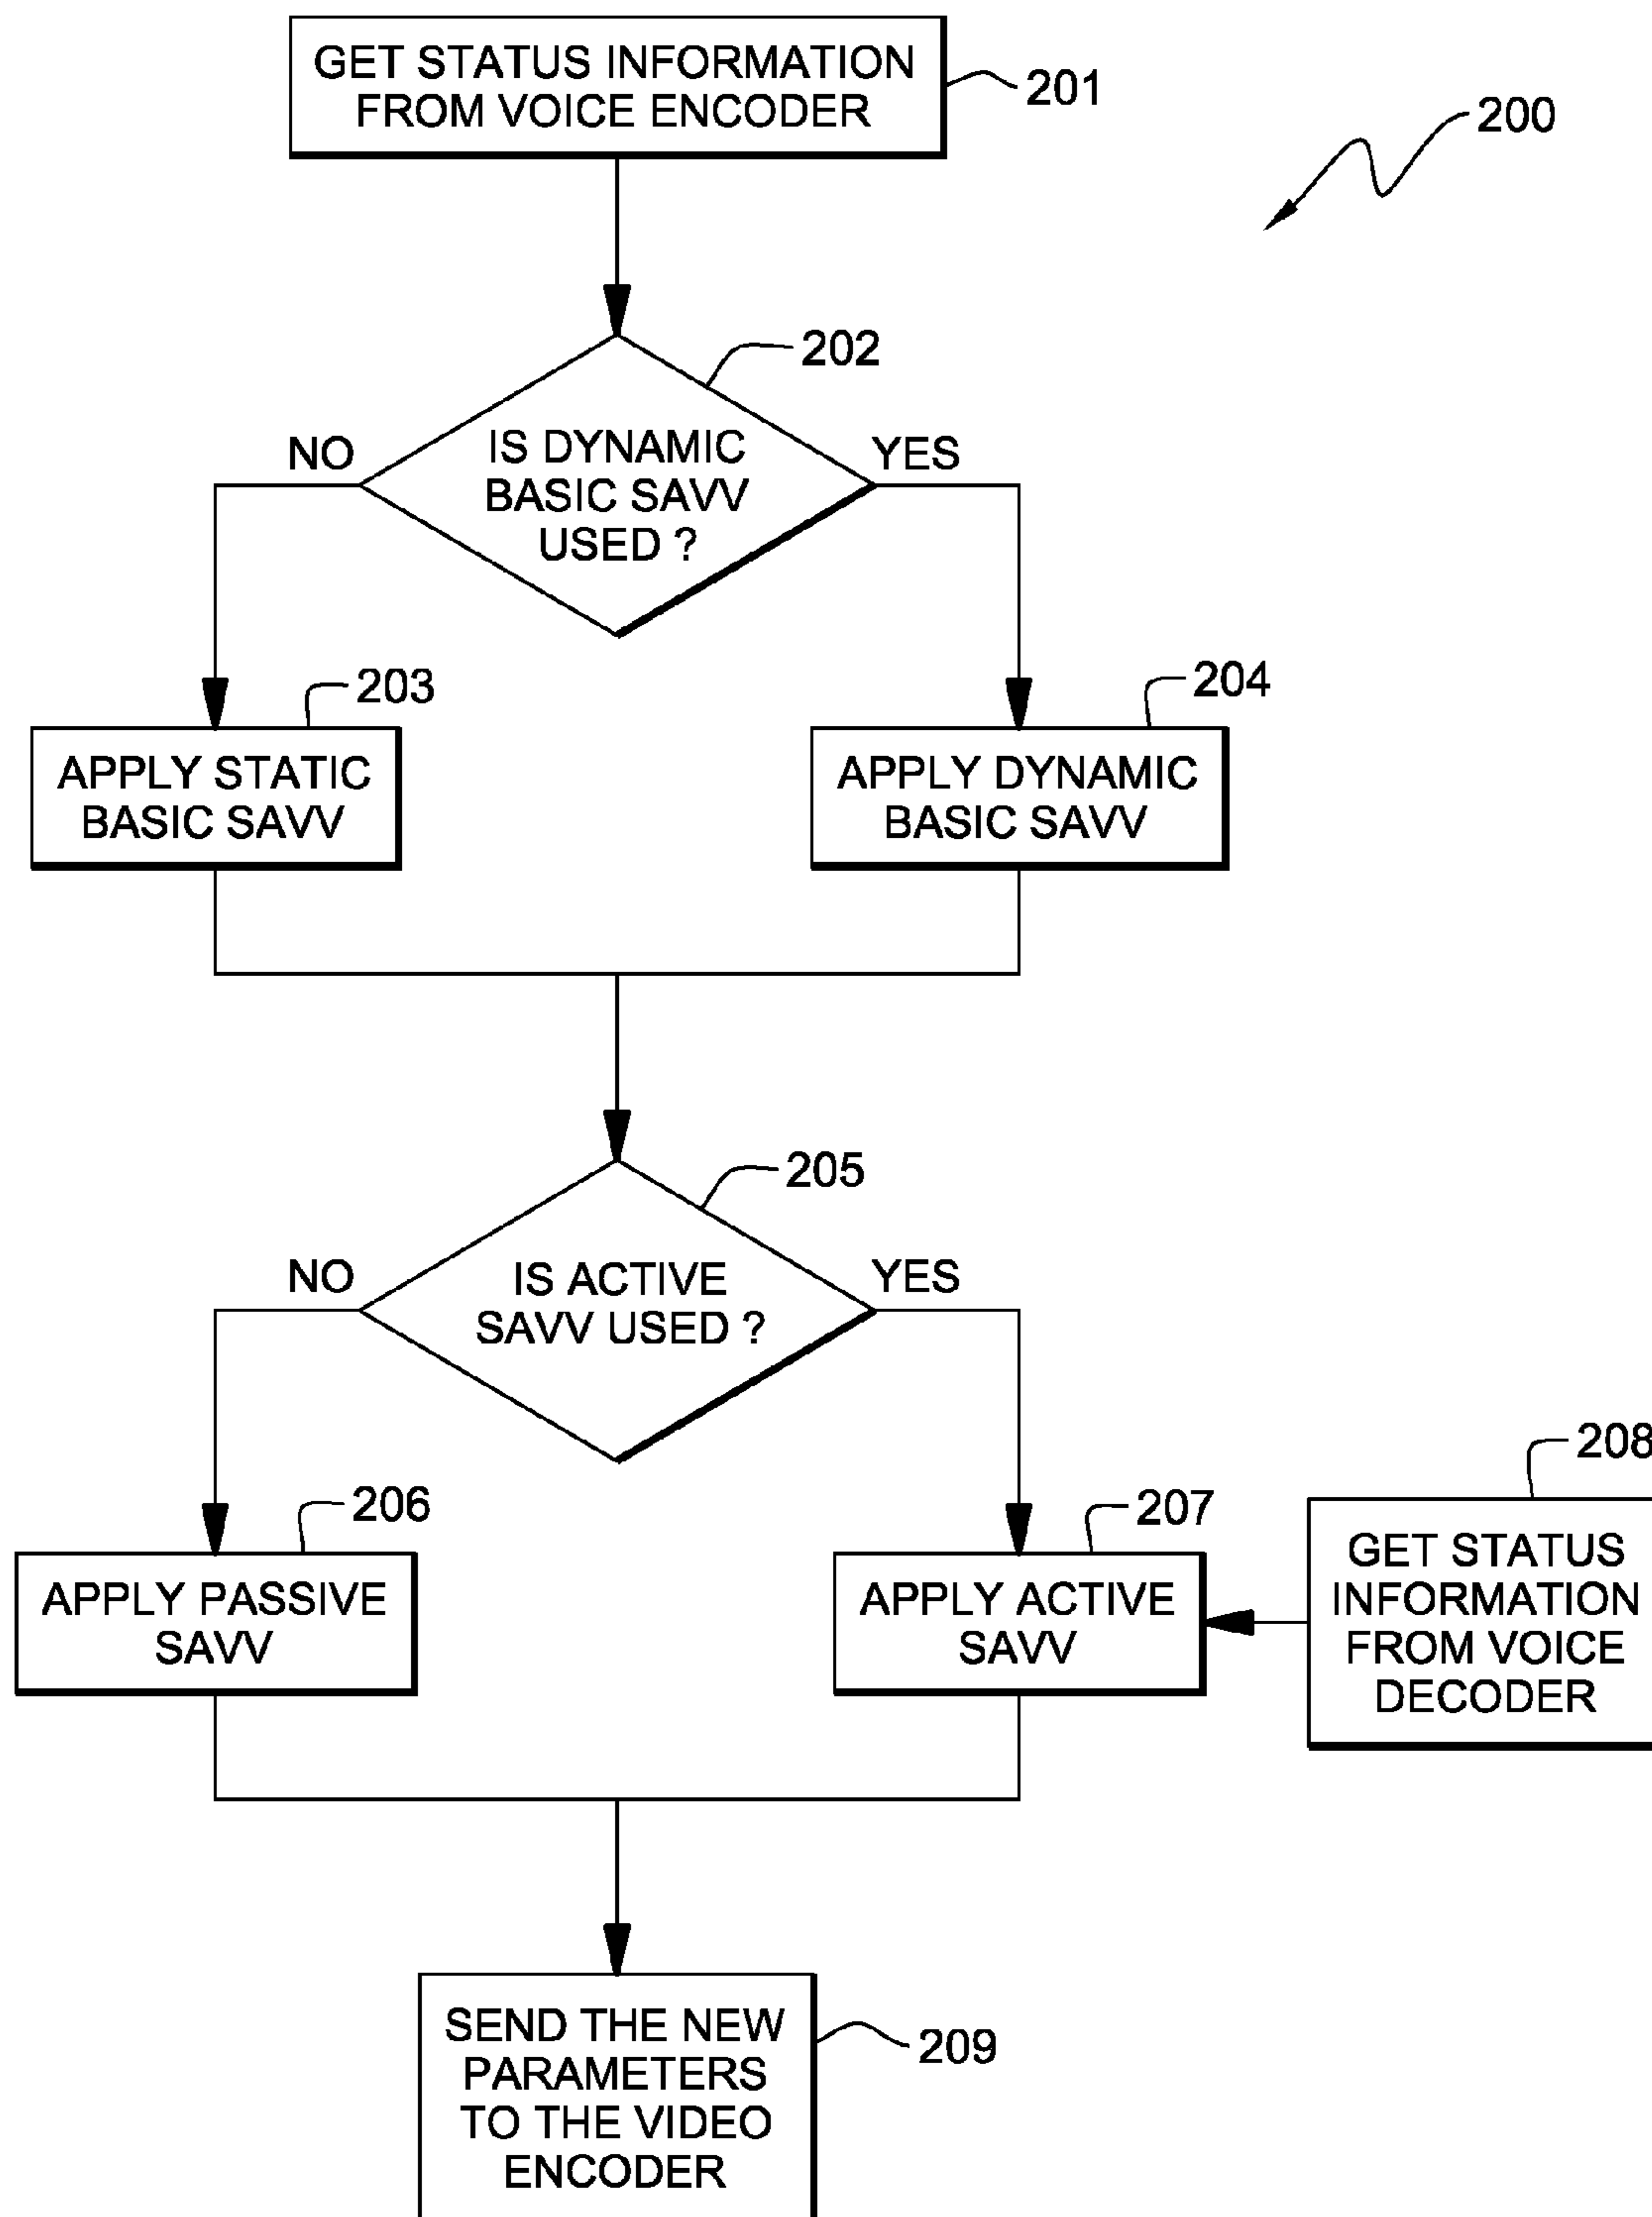 GET STATUS INFORMATION
FROM VOICE ENCODER
201
200
202
IS DYNAMIC
BASIC SAVV
USED ?
NO
YES
203
APPLY STATIC
BASIC SAVV
204
APPLY DYNAMIC
BASIC SAVV
205
IS ACTIVE
SAVV USED ?
NO
YES
206
APPLY PASSIVE
SAVV
207
APPLY ACTIVE
SAVV
208
GET STATUS
INFORMATION
FROM VOICE
DECODER
SEND THE NEW
PARAMETERS
TO THE VIDEO
ENCODER
209